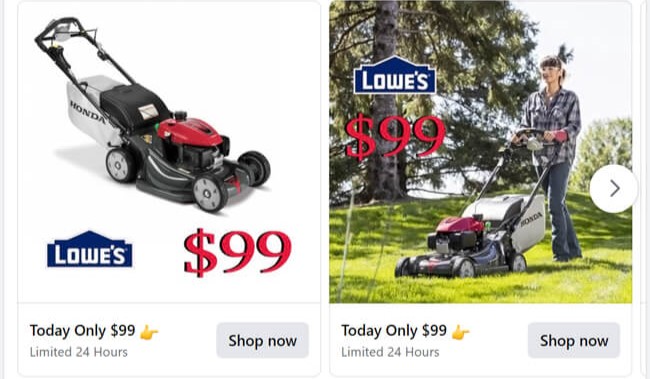 HONDA
LOWE'S
$99
Today Only $99 👉
Limited 24 Hours
Shop now
LOWE'S
$99
HONDA
Today Only $99 👉
Limited 24 Hours
Shop now